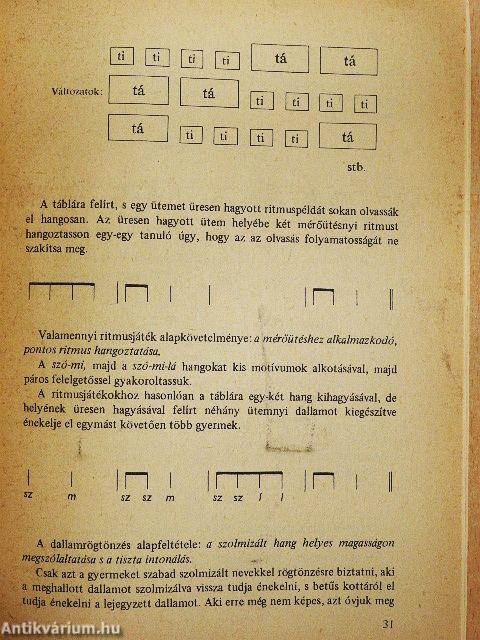 ti ti ti ti tá tá
Változatok: tá tá ti ti ti ti
tá ti ti ti ti tá
stb.
A táblára felírt, s egy ütemet üresen hagyott ritmuspéldát sokan olvassák
el hangosan. Az üresen hagyott ütem helyébe két mérőütésnyi ritmust
hangoztasson egy-egy tanuló úgy, hogy az az olvasás folyamatosságát ne
szakítsa meg.
Valamennyi ritmusjáték alapkövetelménye: a mérőütéshez alkalmazkodó,
pontos ritmus hangoztatása.
A szó-mi, majd a szó-mi-lá hangokat kis motívumok alkotásával, majd
páros felelgetőssel gyakoroltassuk.
A ritmusjátékokhoz hasonlóan a táblára egy-két hang kihagyásával, de
helyének üresen hagyásával felírt néhány ütemnyi dallamot kiegészítve
énekelje el egymást követően több gyermek.
sz m sz sz m sz sz l l
A dallamrögtönzés alapfeltétele: a szolmizált hang helyes magasságon
megszólaltatása s a tiszta intonálás.
Csak azt a gyermeket szabad szolmizált nevekkel rögtönzésre biztatni, aki
a meghallott dallamot szolmizálva vissza tudja énekelni, s betűs kottáról el
tudja énekelni a lejegyzett dallamot. Aki erre még nem képes, azt óvjuk meg
31
Antikvárium.hu